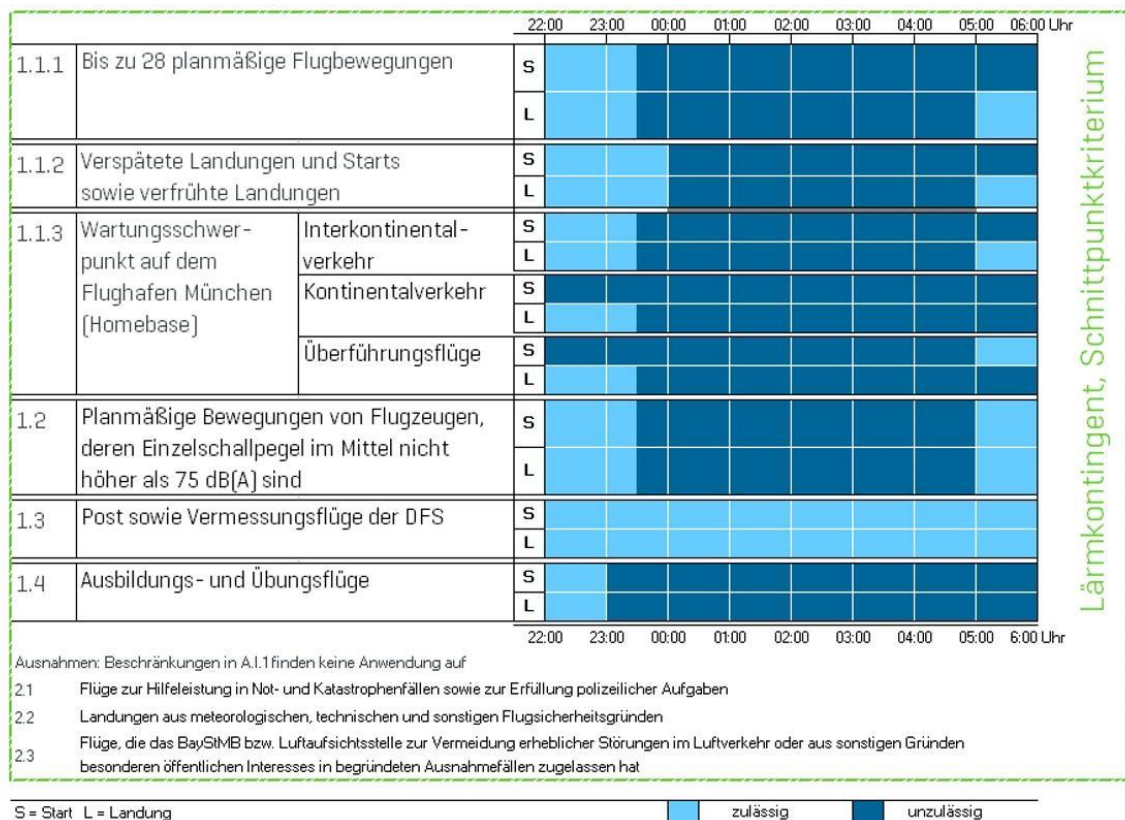 22:00 23:00 00:00 01:00 02:00 03:00 04:00 05:00 06:00 Uhr
1.1.1 Bis zu 28 planmäßige Flugbewegungen S
L
1.1.2 Verspätete Landungen und Starts S
sowie verfrühte Landungen L
1.1.3 Wartungsschwer- Interkontinental- S
punkt auf dem verkehr L
Flughafen München Kontinentalverkehr S
(Homebase) L
Überführungsflüge S
L
1.2 Planmäßige Bewegungen von Flugzeugen, S
deren Einzelschallpegel im Mittel nicht
höher als 75 dB(A) sind L
1.3 Post sowie Vermessungsflüge der DFS S
L
1.4 Ausbildungs- und Übungsflüge S
L
22:00 23:00 00:00 01:00 02:00 03:00 04:00 05:00 6:00 Uhr
Lärmkontingent, Schnittpunktkriterium
Ausnahmen: Beschränkungen in A.I.1finden keine Anwendung auf
2.1 Flüge zur Hilfeleistung in Not- und Katastrophenfällen sowie zur Erfüllung polizeilicher Aufgaben
2.2 Landungen aus meteorologischen, technischen und sonstigen Flugsicherheitsgründen
2.3 Flüge, die das BayStMB bzw. Luftaufsichtsstelle zur Vermeidung erheblicher Störungen im Luftverkehr oder aus sonstigen Gründen
besonderen öffentlichen Interesses in begründeten Ausnahmefällen zugelassen hat
S = Start L = Landung zulässig unzulässig